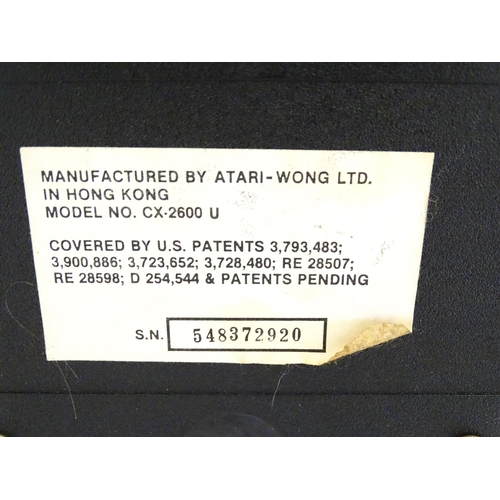 MANUFACTURED BY ATARI-WONG LTD.
IN HONG KONG
MODEL NO. CX-2600 U
COVERED BY U.S. PATENTS 3,793,483;
3,900,886; 3,723,652; 3,728,480; RE 28507;
RE 28598; D 254,544 & PATENTS PENDING
S.N. 548372920